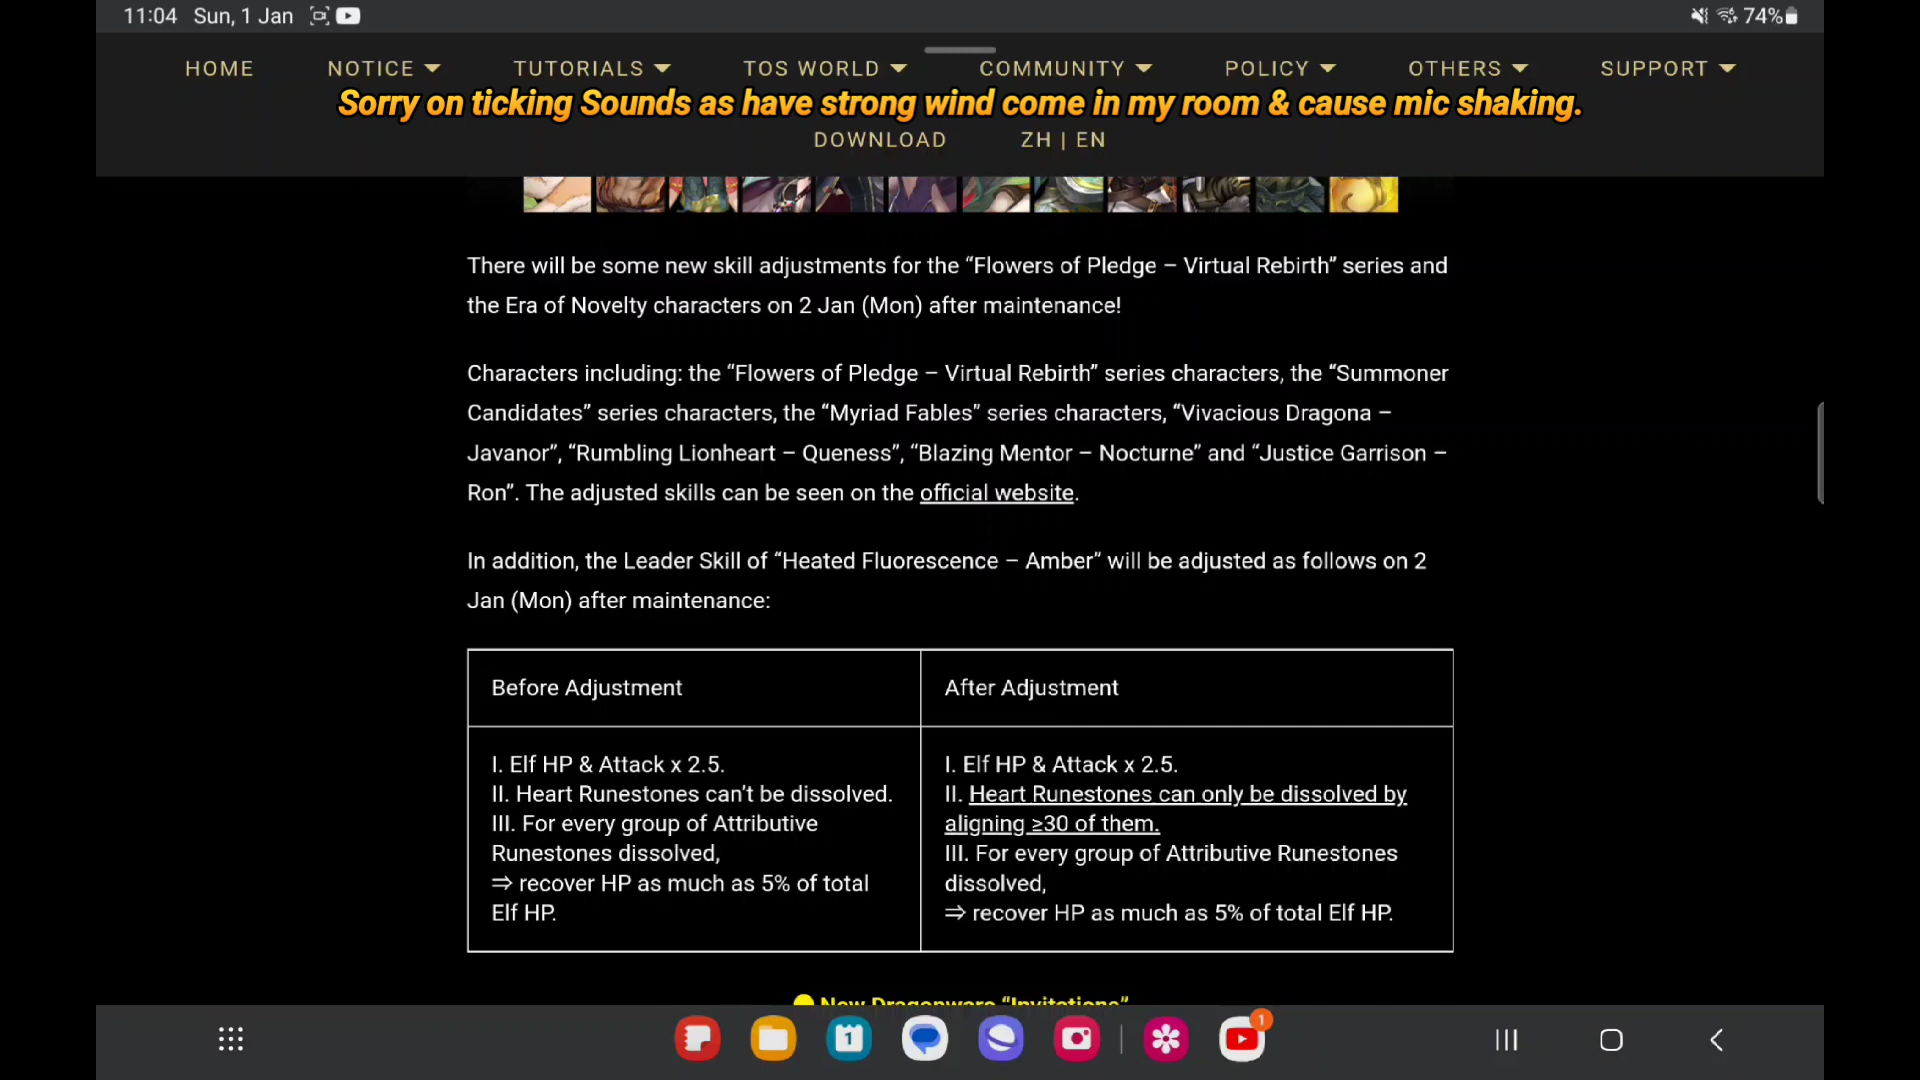 11:04 Sun, 1 Jan 74%
HOME NOTICE TUTORIALS TOS WORLD COMMUNITY POLICY OTHERS SUPPORT
Sorry on ticking Sounds as have strong wind come in my room & cause mic shaking.
DOWNLOAD ZH | EN
There will be some new skill adjustments for the “Flowers of Pledge – Virtual Rebirth” series and
the Era of Novelty characters on 2 Jan (Mon) after maintenance!
Characters including: the “Flowers of Pledge – Virtual Rebirth” series characters, the “Summoner
Candidates” series characters, the “Myriad Fables” series characters, “Vivacious Dragona –
Javanor”, “Rumbling Lionheart – Queness”, “Blazing Mentor – Nocturne” and “Justice Garrison –
Ron”. The adjusted skills can be seen on the official website.
In addition, the Leader Skill of “Heated Fluorescence – Amber” will be adjusted as follows on 2
Jan (Mon) after maintenance:
Before Adjustment
I. Elf HP & Attack x 2.5.
II. Heart Runestones can’t be dissolved.
III. For every group of Attributive
Runestones dissolved,
⇒ recover HP as much as 5% of total
Elf HP.
After Adjustment
I. Elf HP & Attack x 2.5.
II. Heart Runestones can only be dissolved by
aligning ≥30 of them.
III. For every group of Attributive Runestones
dissolved,
⇒ recover HP as much as 5% of total Elf HP.
New Dragonware “Invitations”
1
1